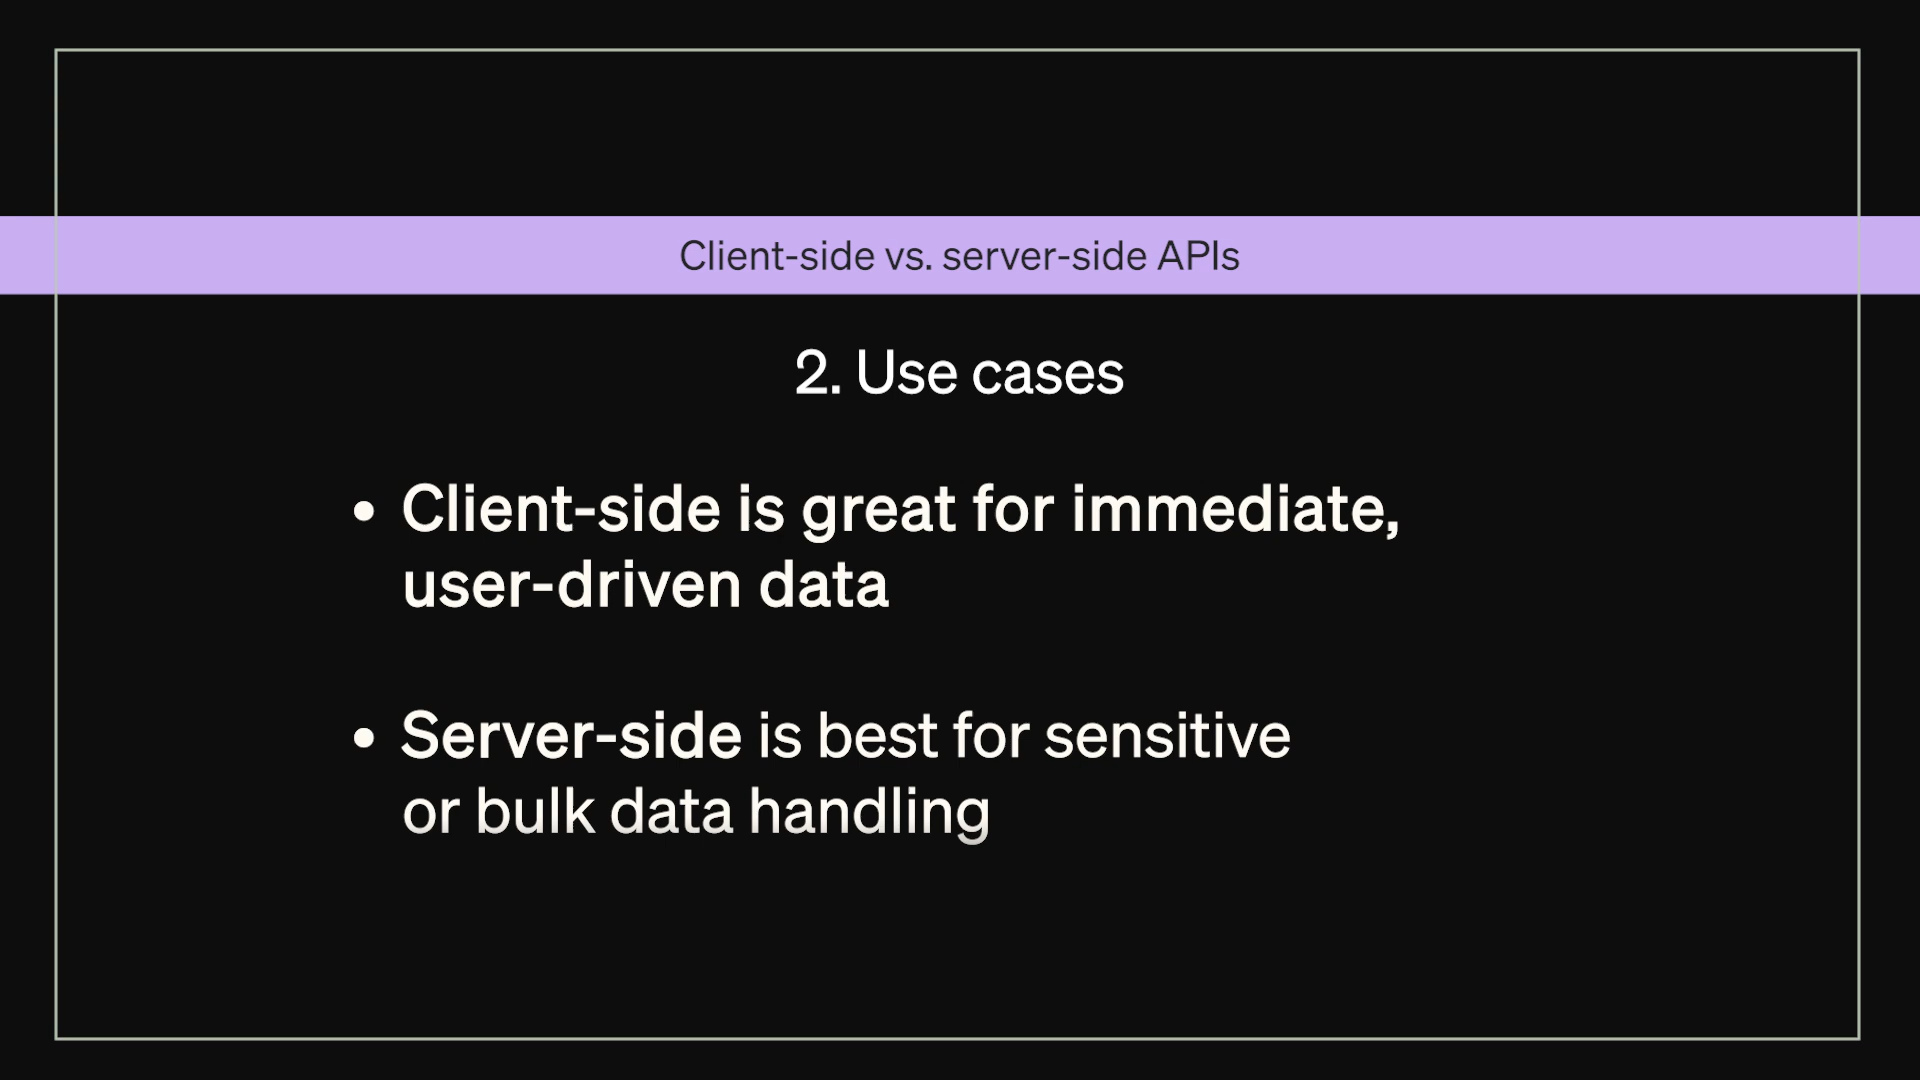 Client-side vs. server-side APIs
2. Use cases
• Client-side is great for immediate,
user-driven data
• Server-side is best for sensitive
or bulk data handling